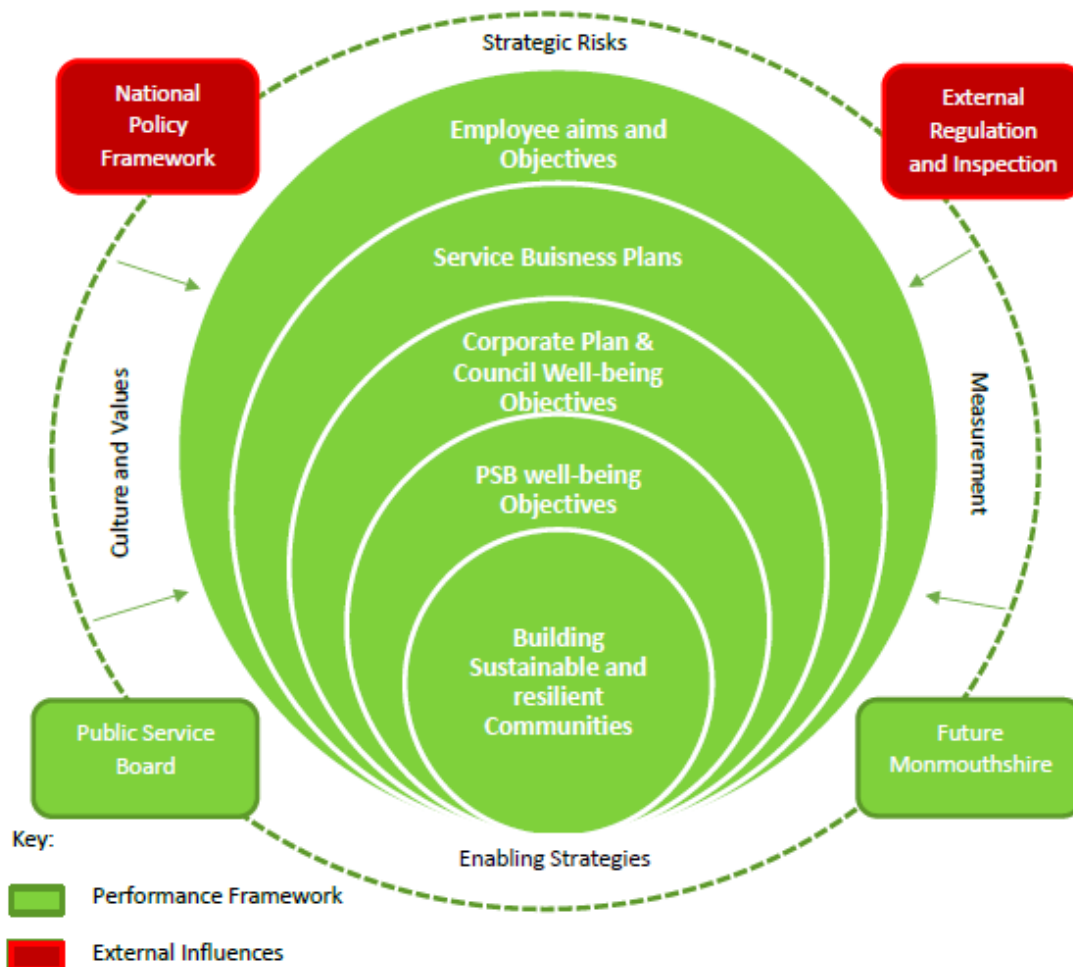 Strategic Risks
National
Policy
Framework
External
Regulation
and Inspection
Employee aims and
Objectives
Service Buisness Plans
Corporate Plan &
Council Well-being
Objectives
Culture and Values
Measurement
PSB well-being
Objectives
Building
Sustainable and
resilient
Communities
Public Service
Board
Future
Monmouthshire
Enabling Strategies
Key:
Performance Framework
External Influences